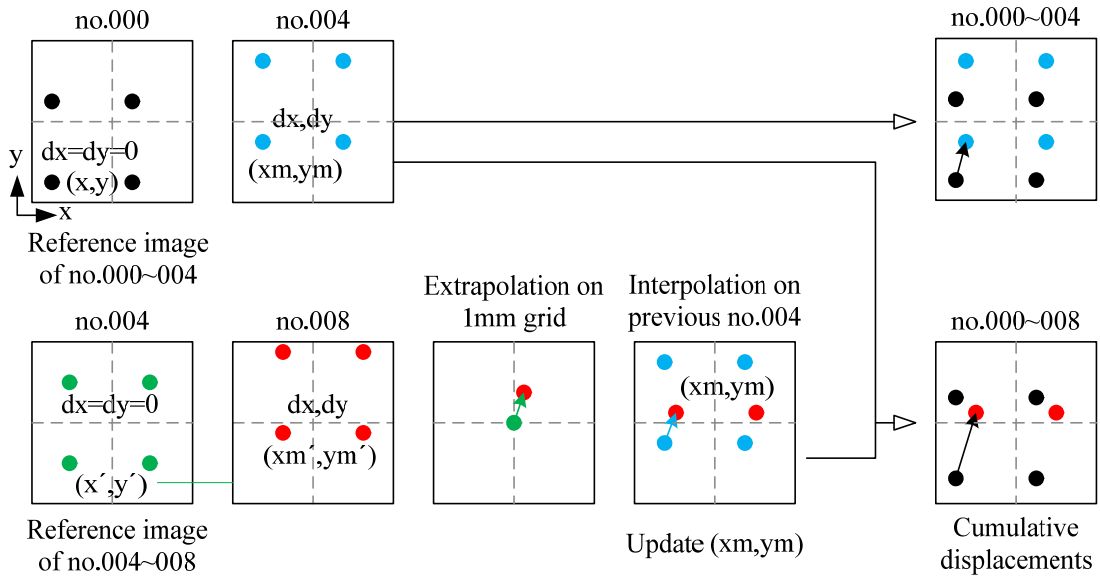 no.000
dx=dy=0
(x,y)
y
x
Reference image
of no.000~004
no.004
dx,dy
(xm,ym)
no.000~004
no.004
dx=dy=0
(x´,y´)
Reference image
of no.004~008
no.008
dx,dy
(xm´,ym´)
Extrapolation on
1mm grid
Interpolation on
previous no.004
(xm,ym)
Update (xm,ym)
no.000~008
Cumulative
displacements